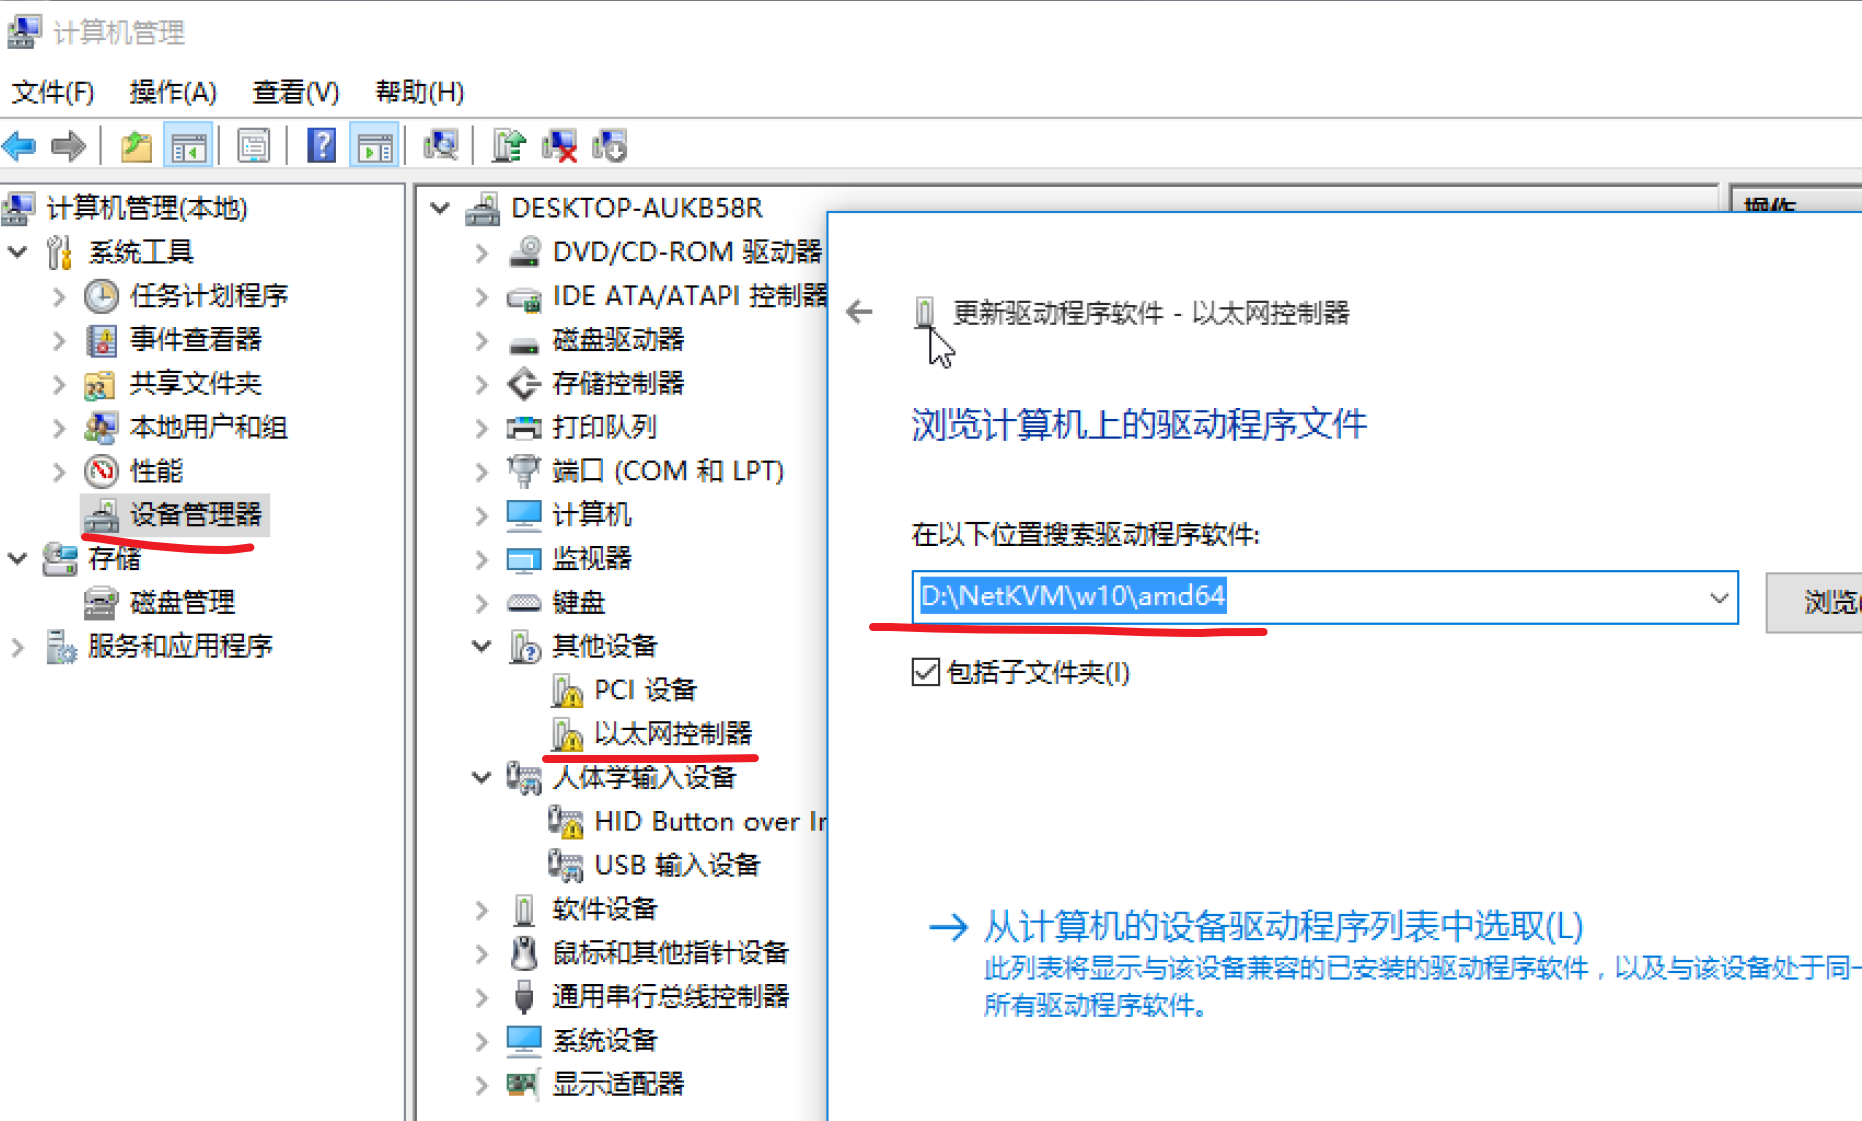 计算机管理
文件(F) 操作(A) 查看(V) 帮助(H)
计算机管理(本地)
系统工具
任务计划程序
事件查看器
共享文件夹
本地用户和组
性能
设备管理器
存储
磁盘管理
服务和应用程序
DESKTOP-AUKB58R
DVD/CD-ROM 驱动器
IDE ATA/ATAPI 控制器
磁盘驱动器
存储控制器
打印队列
端口 (COM 和 LPT)
计算机
监视器
键盘
其他设备
PCI 设备
以太网控制器
人体学输入设备
HID Button over
USB 输入设备
软件设备
鼠标和其他指针设备
通用串行总线控制器
系统设备
显示适配器
操作
更新驱动程序软件 - 以太网控制器
浏览计算机上的驱动程序文件
在以下位置搜索驱动程序软件:
D:\NetKVM\w10\amd64
浏览
包括子文件夹(I)
从计算机的设备驱动程序列表中选取(L)
此列表将显示与该设备兼容的已安装的驱动程序软件，以及与该设备处于同一
所有驱动程序软件。